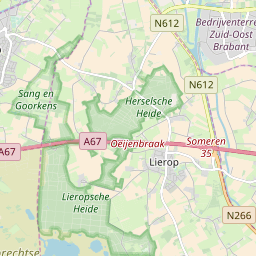 N612
Bedrijventerre
Zuid-Oost
Brabant
N612
Sang en
Goorkens
Herselsche
Heide
A67
Oeijenbraak
Someren
35
A67
Lierop
Lieropsche
Heide
N266